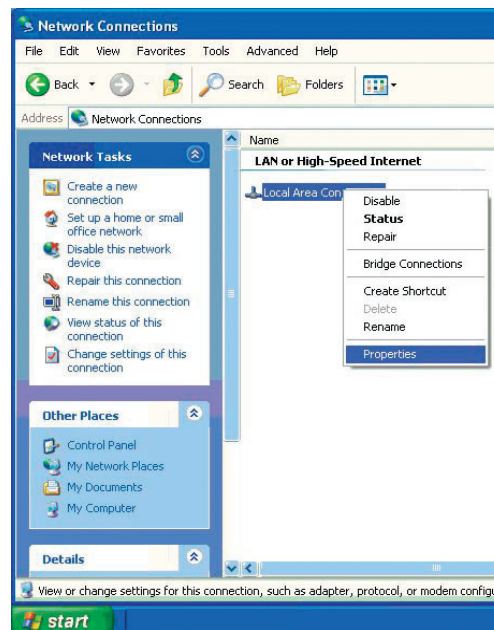 Network Connections
File Edit View Favorites Tools Advanced Help
Back Search Folders
Address Network Connections
Network Tasks
Create a new
connection
Set up a home or small
office network
Disable this network
device
Repair this connection
Rename this connection
View status of this
connection
Change settings of this
connection
Other Places
Control Panel
My Network Places
My Documents
My Computer
Details
Name
LAN or High-Speed Internet
Local Area Con
Disable
Status
Repair
Bridge Connections
Create Shortcut
Delete
Rename
Properties
View or change settings for this connection, such as adapter, protocol, or modem configu
start